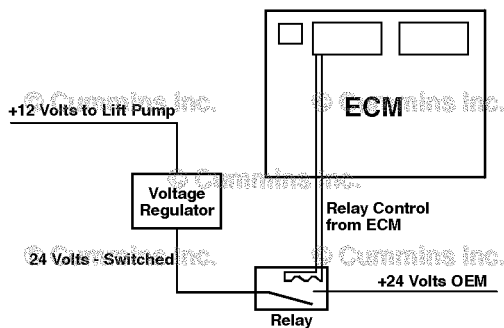 © Cummins Inc.
© Cummins Inc.
+12 Volts to Lift Pump
ECM
© Cummins Inc.
Voltage
Regulator
Relay Control
from ECM
© Cummins Inc.
© Cummins Inc.
24 Volts - Switched
+24 Volts OEM
Relay